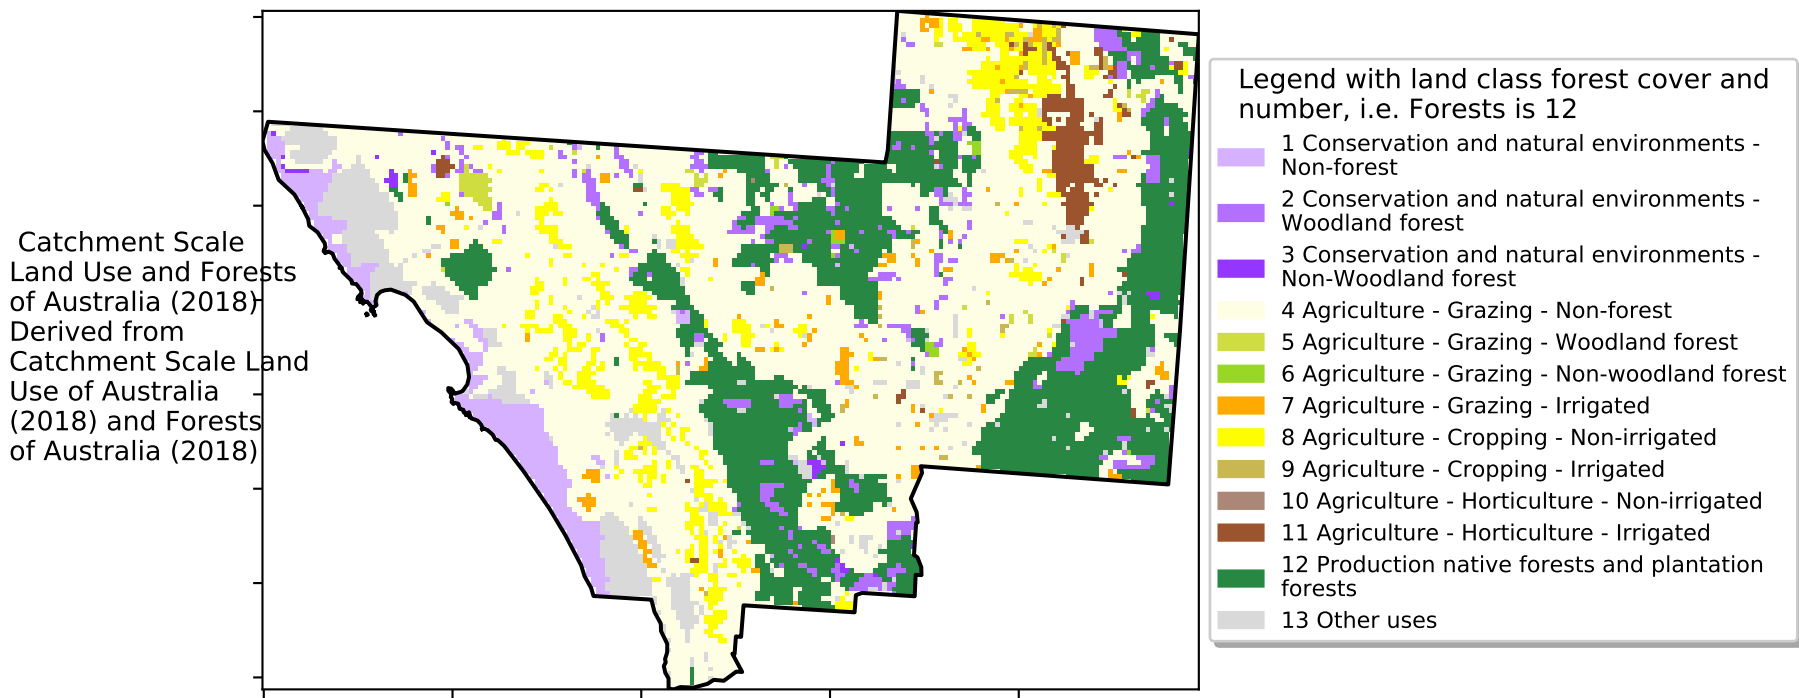 Catchment Scale
Land Use and Forests
of Australia (2018)
Derived from
Catchment Scale Land
Use of Australia
(2018) and Forests
of Australia (2018)
Legend with land class forest cover and
number, i.e. Forests is 12
1 Conservation and natural environments -
Non-forest
2 Conservation and natural environments -
Woodland forest
3 Conservation and natural environments -
Non-Woodland forest
4 Agriculture - Grazing - Non-forest
5 Agriculture - Grazing - Woodland forest
6 Agriculture - Grazing - Non-woodland forest
7 Agriculture - Grazing - Irrigated
8 Agriculture - Cropping - Non-irrigated
9 Agriculture - Cropping - Irrigated
10 Agriculture - Horticulture - Non-irrigated
11 Agriculture - Horticulture - Irrigated
12 Production native forests and plantation
forests
13 Other uses